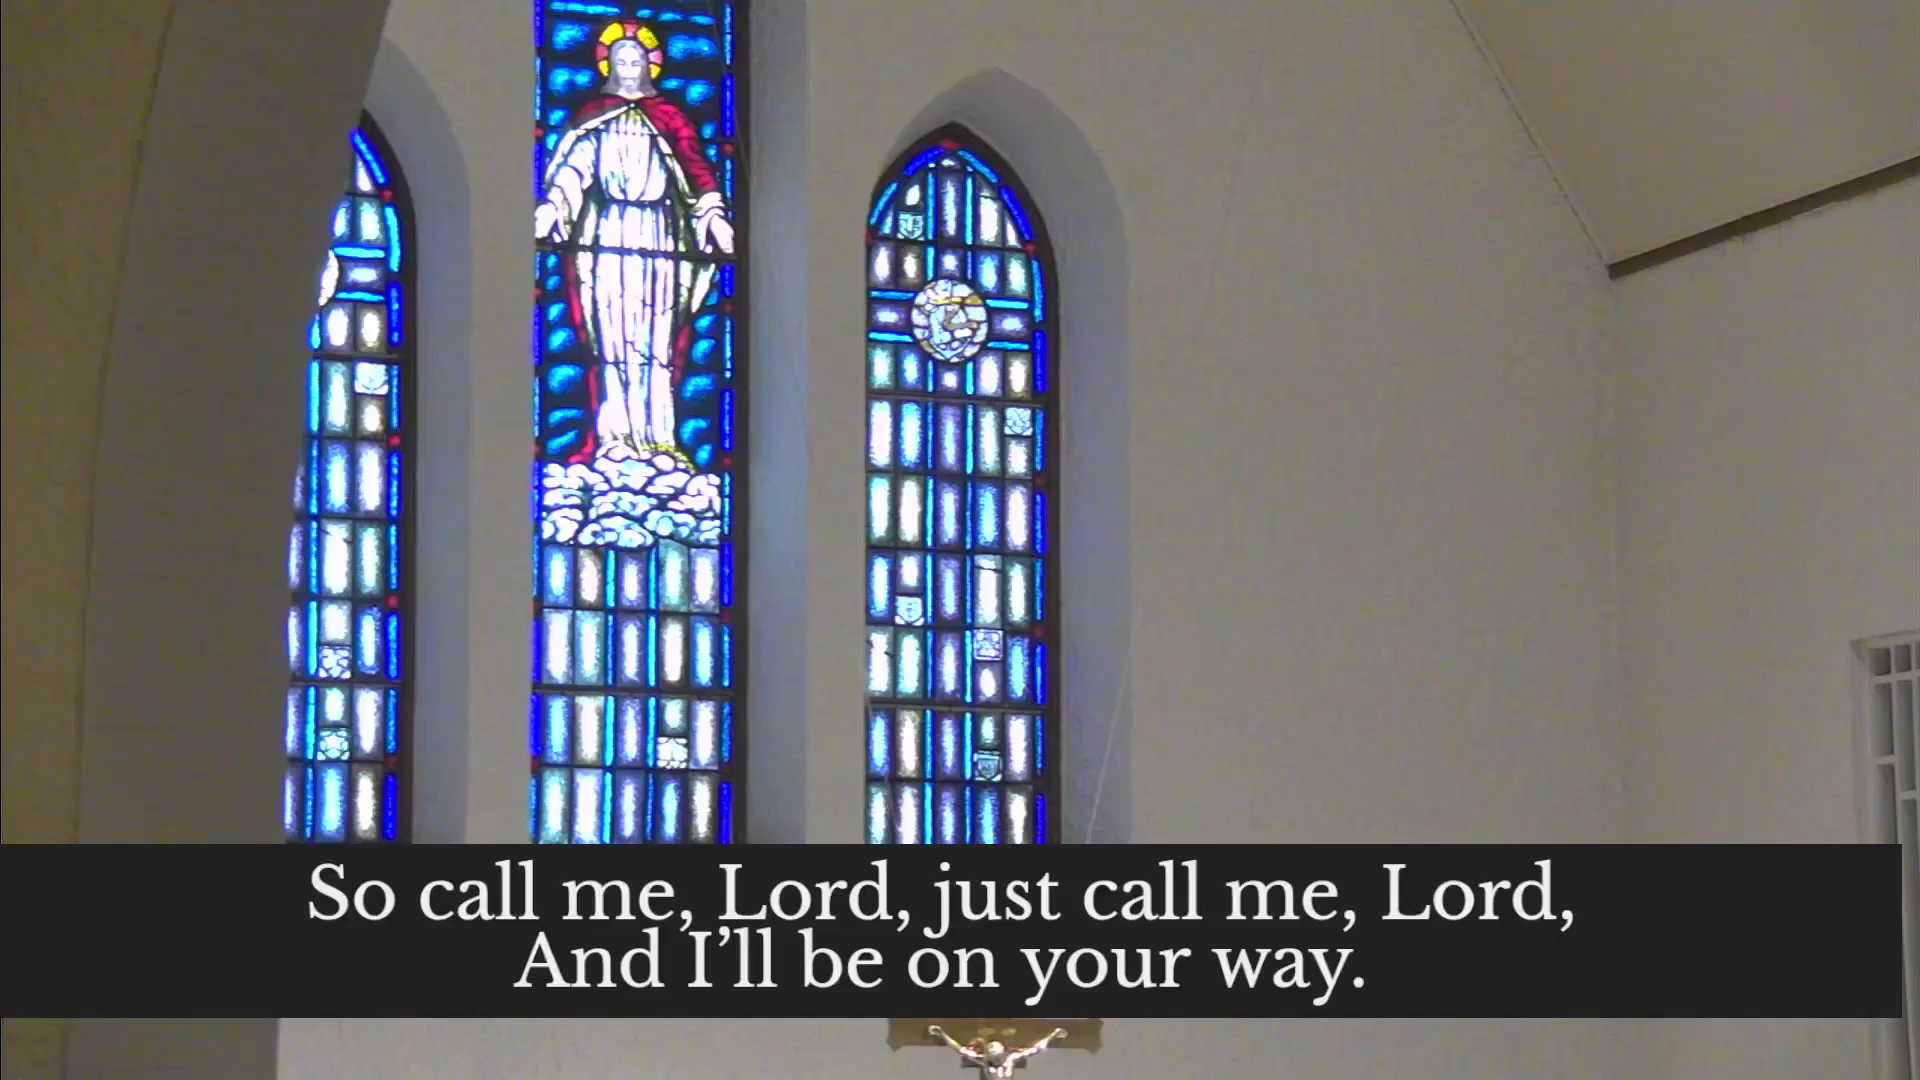 So call me, Lord, just call me, Lord,
And I’ll be on your way.